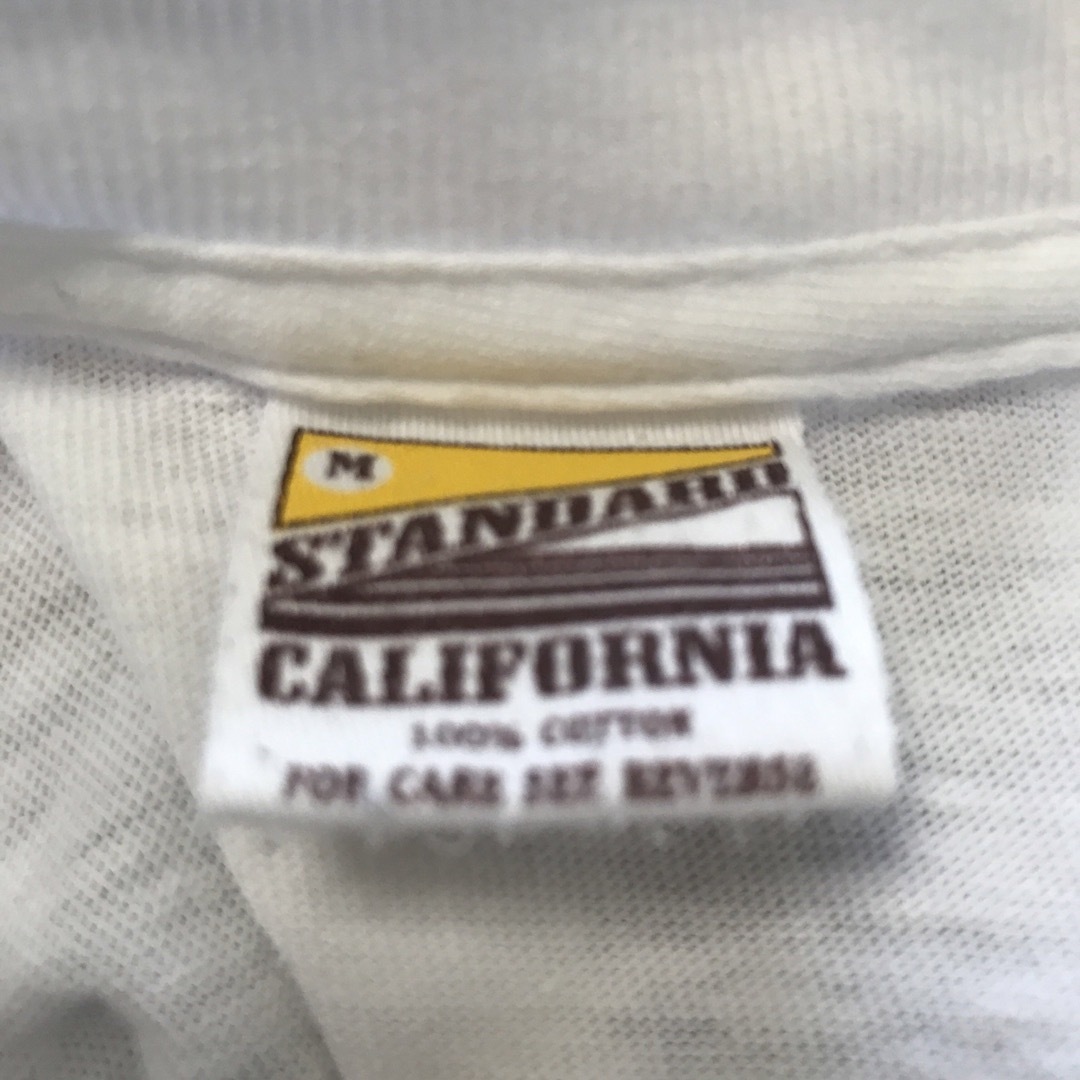 M
STANDARD
CALIFORNIA
100% COTTON
FOR CARE SEE REVERSE